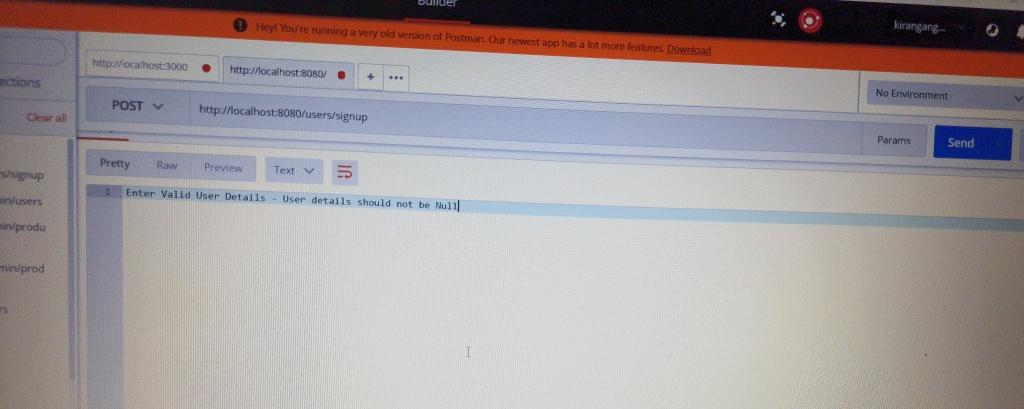 Builder
Hey! You're running a very old version of Postman. Our newest app has a lot more features. Download
kirangang...
http://localhost:3000
http://localhost:8080/
+
•••
No Environment
ections
POST
http://localhost:8080/users/signup
Params
Send
Clear all
Pretty
Raw
Preview
Text
s/signup
1 Enter Valid User Details - User details should not be Null
in/users
in/produ
min/prod
rs